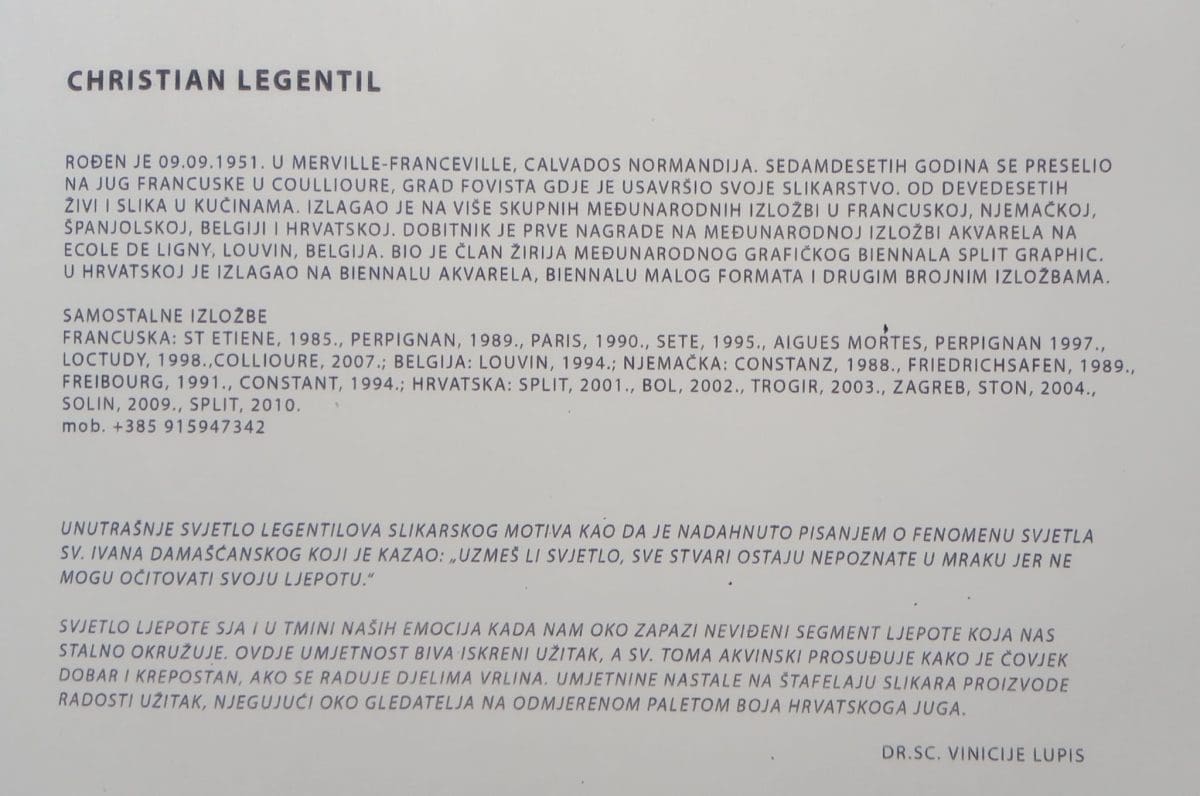 CHRISTIAN LEGENTIL
ROĐEN JE 09.09.1951. U MERVILLE-FRANCEVILLE, CALVADOS NORMANDIJA. SEDAMDESETIH GODINA SE PRESELIO
NA JUG FRANCUSKE U COULLIOURE, GRAD FOVISTA GDJE JE USAVRŠIO SVOJE SLIKARSTVO. OD DEVEDESETIH
ŽIVI I SLIKA U KUČINAMA. IZLAGAO JE NA VIŠE SKUPNIH MEĐUNARODNIH IZLOŽBI U FRANCUSKOJ, NJEMAČKOJ,
ŠPANJOLSKOJ, BELGIJI I HRVATSKOJ. DOBITNIK JE PRVE NAGRADE NA MEĐUNARODNOJ IZLOŽBI AKVARELA NA
ECOLE DE LIGNY, LOUVIN, BELGIJA. BIO JE ČLAN ŽIRIJA MEĐUNARODNOG GRAFIČKOG BIENNALA SPLIT GRAPHIC.
U HRVATSKOJ JE IZLAGAO NA BIENNALU AKVARELA, BIENNALU MALOG FORMATA I DRUGIM BROJNIM IZLOŽBAMA.
SAMOSTALNE IZLOŽBE
FRANCUSKA: ST ETIENE, 1985., PERPIGNAN, 1989., PARIS, 1990., SETE, 1995., AIGUES MORTES, PERPIGNAN 1997.,
LOCTUDY, 1998.,COLLIOURE, 2007.; BELGIJA: LOUVIN, 1994.; NJEMAČKA: CONSTANZ, 1988., FRIEDRICHSAFEN, 1989.,
FREIBOURG, 1991., CONSTANT, 1994.; HRVATSKA: SPLIT, 2001., BOL, 2002., TROGIR, 2003., ZAGREB, STON, 2004.,
SOLIN, 2009., SPLIT, 2010.
mob. +385 915947342
UNUTRAŠNJE SVJETLO LEGENTILOVA SLIKARSKOG MOTIVA KAO DA JE NADAHNUTO PISANJEM O FENOMENU SVJETLA
SV. IVANA DAMAŠĆANSKOG KOJI JE KAZAO: „UZMEŠ LI SVJETLO, SVE STVARI OSTAJU NEPOZNATE U MRAKU JER NE
MOGU OČITOVATI SVOJU LJEPOTU.“
SVJETLO LJEPOTE SJA I U TMINI NAŠIH EMOCIJA KADA NAM OKO ZAPAZI NEVIĐENI SEGMENT LJEPOTE KOJA NAS
STALNO OKRUŽUJE. OVDJE UMJETNOST BIVA ISKRENI UŽITAK, A SV. TOMA AKVINSKI PROSUĐUJE KAKO JE ČOVJEK
DOBAR I KREPOSTAN, AKO SE RADUJE DJELIMA VRLINA. UMJETNINE NASTALE NA ŠTAFELAJU SLIKARA PROIZVODE
RADOSTI UŽITAK, NJEGUJUĆI OKO GLEDATELJA NA ODMJERENOM PALETOM BOJA HRVATSKOGA JUGA.
DR.SC. VINICIJE LUPIS